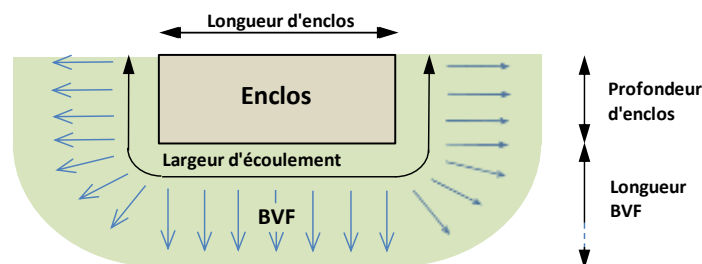 Longueur d'enclos
Enclos
Profondeur
d'enclos
Largeur d'écoulement
Longueur
BVF
BVF